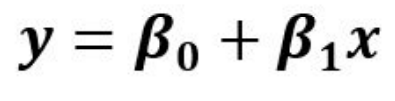 y = β₀ + β₁x